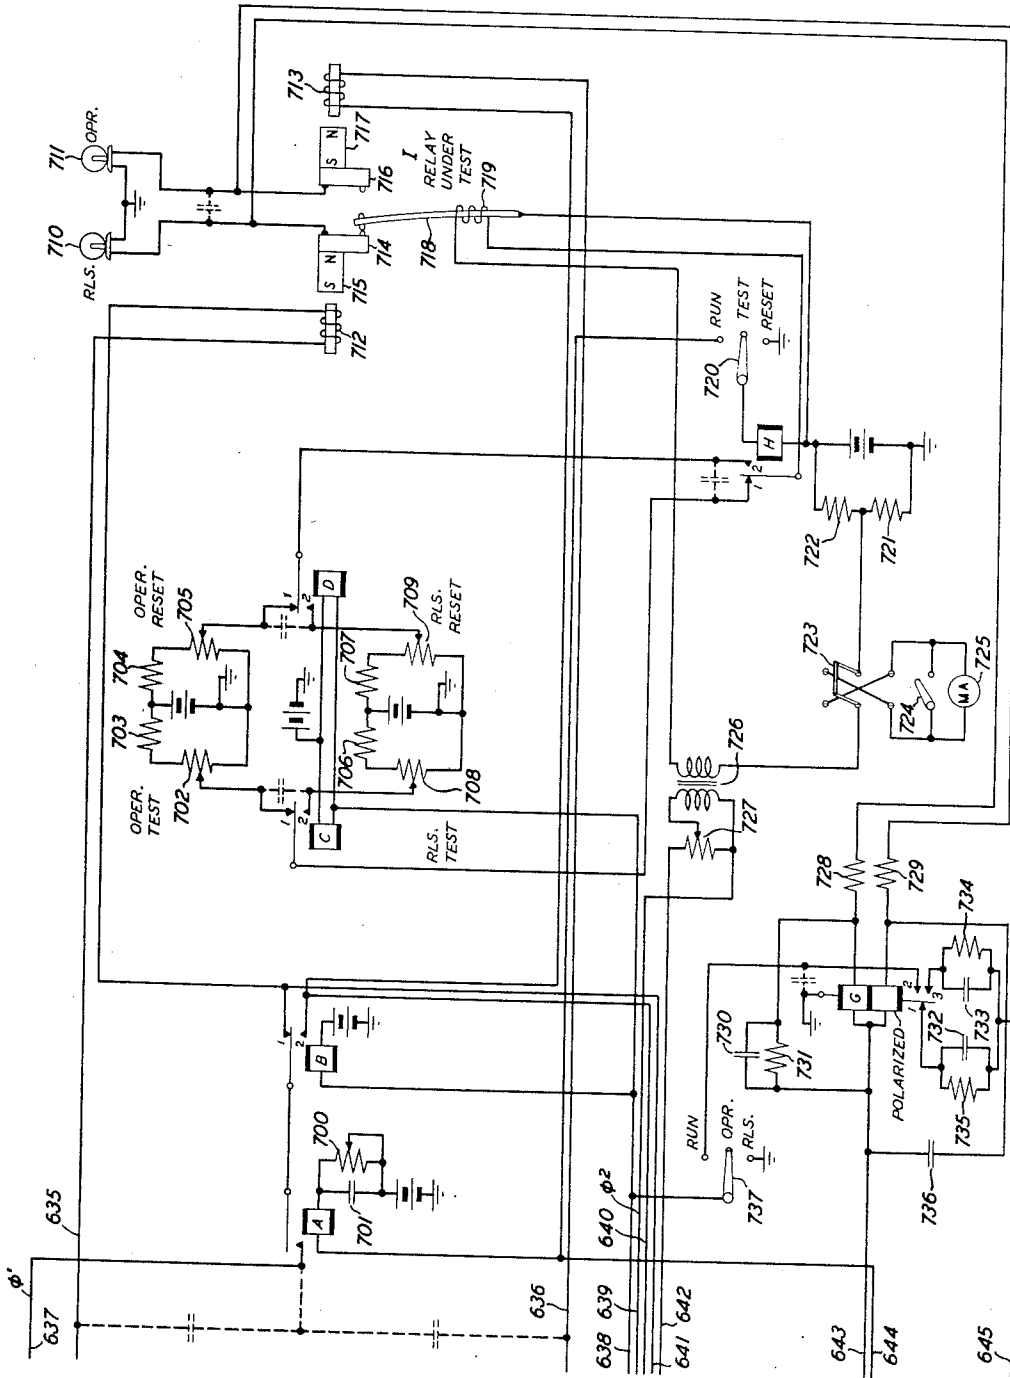 711
OPR.
710
RLS.
713
N
S
717
716
I
RELAY
UNDER
TEST
719
718
714
N
S
715
712
RUN
TEST
RESET
720
H
1
2
722
721
OPER.
RESET
705
704
703
702
OPER.
TEST
1
2
D
709
RLS.
RESET
707
706
708
1
2
C
RLS.
TEST
723
724
MA
725
726
727
728
729
734
733
732
735
1
2
3
G
POLARIZED
730
731
1
2
B
700
701
A
RUN
OPR.
RLS.
737
736
φ'
637
635
636
φ2
640
639
638
642
641
643
644
645